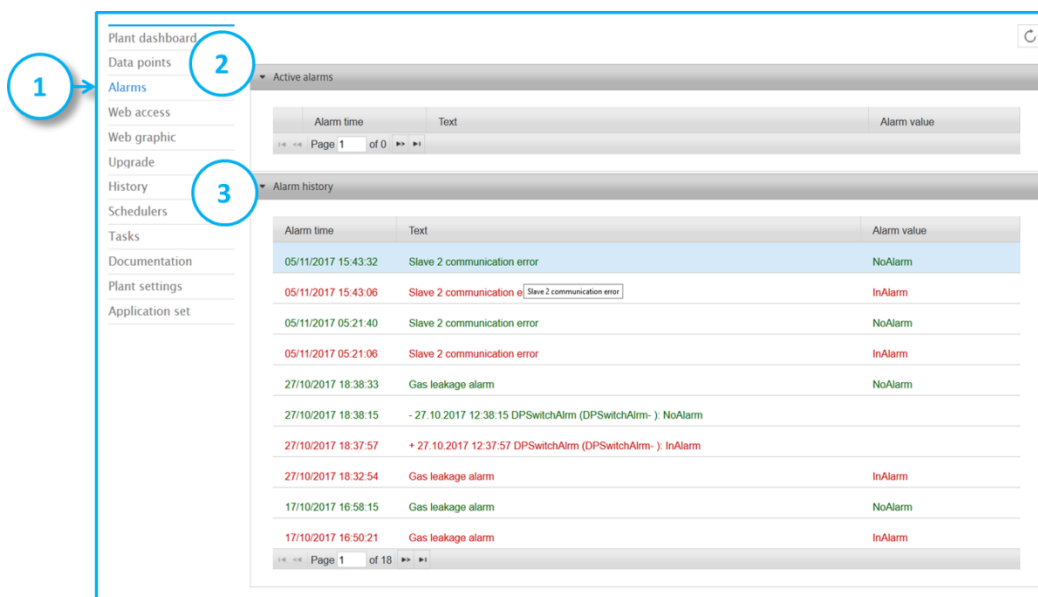 1
2
3
Plant dashboard
Data points
Alarms
Web access
Web graphic
Upgrade
History
Schedulers
Tasks
Documentation
Plant settings
Application set
Active alarms
Alarm time Text Alarm value
Page 1 of 0
Alarm history
Alarm time Text Alarm value
05/11/2017 15:43:32 Slave 2 communication error NoAlarm
05/11/2017 15:43:06 Slave 2 communication e Slave 2 communication error InAlarm
05/11/2017 05:21:40 Slave 2 communication error NoAlarm
05/11/2017 05:21:06 Slave 2 communication error InAlarm
27/10/2017 18:38:33 Gas leakage alarm NoAlarm
27/10/2017 18:38:15 - 27.10.2017 12:38:15 DPSwitchAlrm (DPSwitchAlrm- ): NoAlarm
27/10/2017 18:37:57 + 27.10.2017 12:37:57 DPSwitchAlrm (DPSwitchAlrm- ): InAlarm
27/10/2017 18:32:54 Gas leakage alarm InAlarm
17/10/2017 16:58:15 Gas leakage alarm NoAlarm
17/10/2017 16:50:21 Gas leakage alarm InAlarm
Page 1 of 18